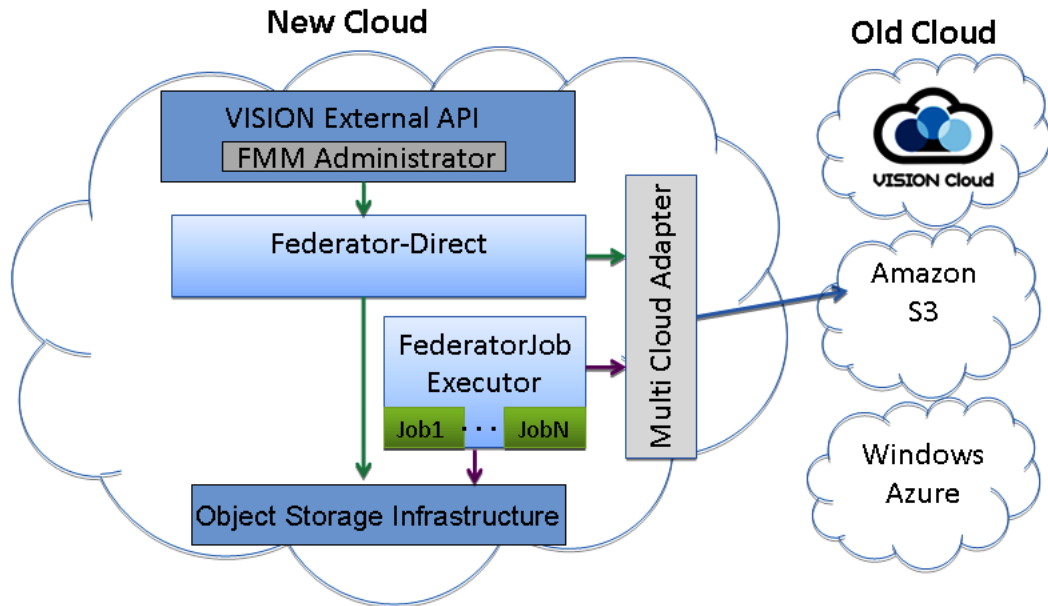 New Cloud
Old Cloud
VISION External API
FMM Administrator
VISION Cloud
Federator-Direct
Multi Cloud Adapter
Amazon
S3
FederatorJob
Executor
Job1 ··· JobN
Windows
Azure
Object Storage Infrastructure